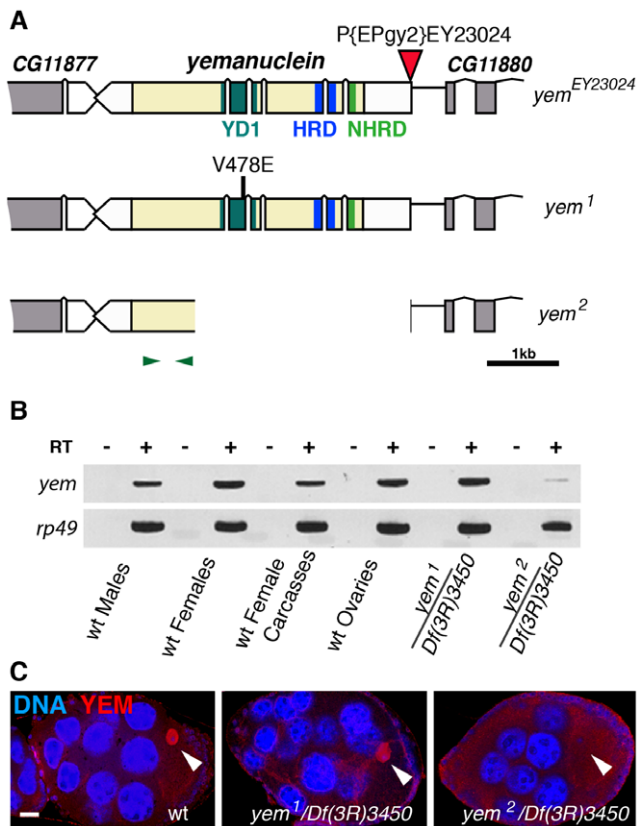 A
P{EPgy2}EY23024
CG11877 yemanuclein CG11880
yem EY23024
YD1 HRD NHRD
V478E
yem 1
yem 2
1kb
B
RT - + - + - + - + - + - +
yem
rp49
wt Males
wt Females
wt Female Carcasses
wt Ovaries
yem 1
Df(3R)3450
yem 2
Df(3R)3450
C
DNA YEM
wt
yem 1/Df(3R)3450
yem 2/Df(3R)3450